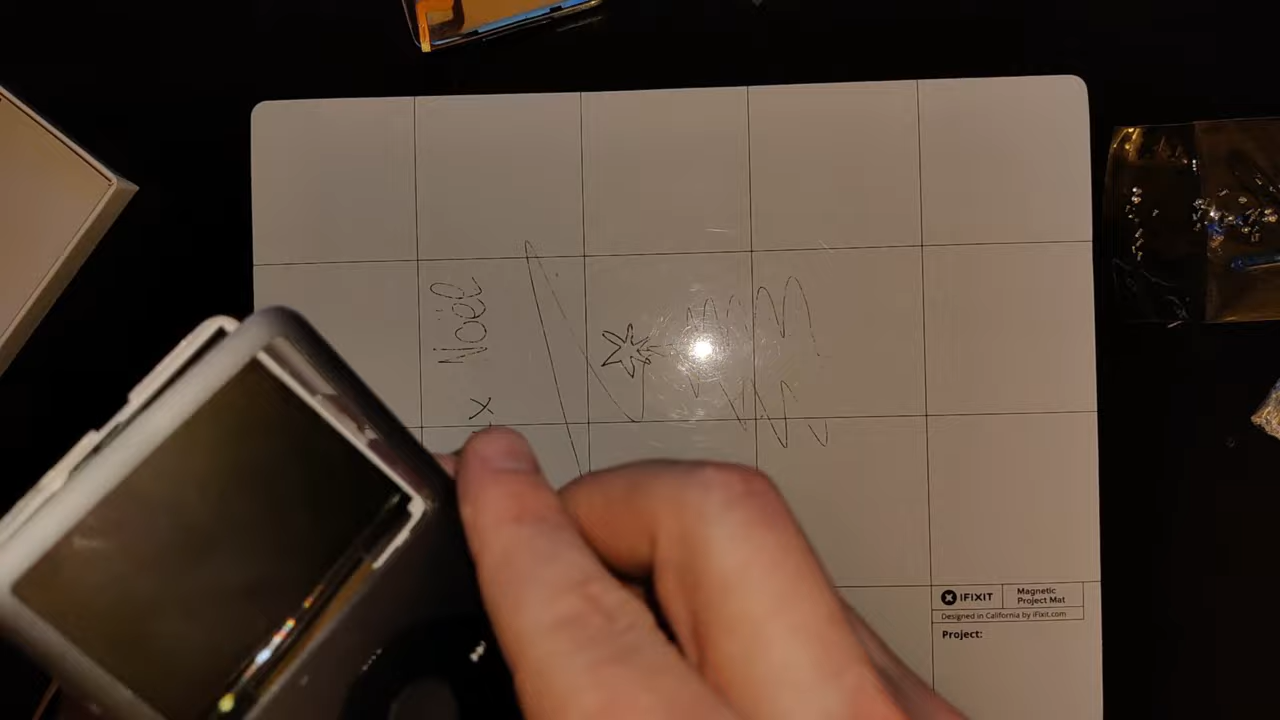 Noël
x
IFIXIT
Magnetic
Project Mat
Designed in California by iFixit.com
Project: